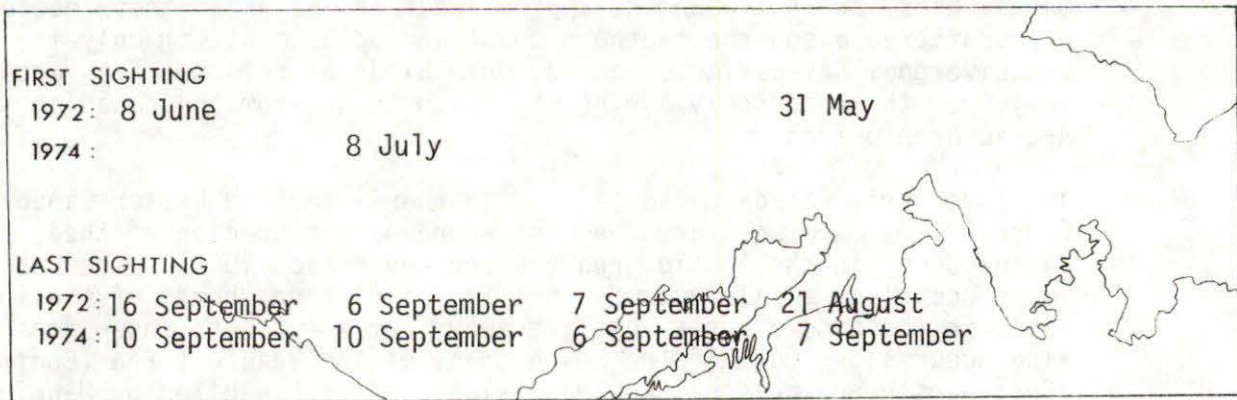 FIRST SIGHTING
1972: 8 June 31 May
1974: 8 July
LAST SIGHTING
1972: 16 September 6 September 7 September 21 August
1974: 10 September 10 September 6 September 7 September